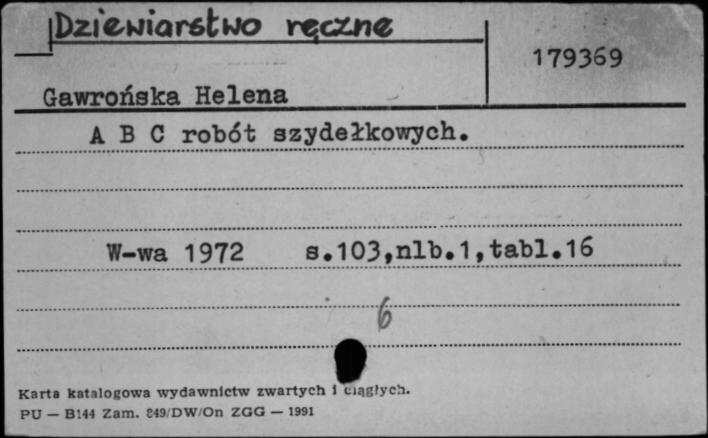 Dziewiarstwo ręczne
179369
Gawrońska Helena
A B C robót szydełkowych.
W-wa 1972 s.103,nlb.1,tabl.16
6
Karta katalogowa wydawnictw zwartych i ciągłych.
PU — B144 Zam. 849/DW/On ZGG — 1991